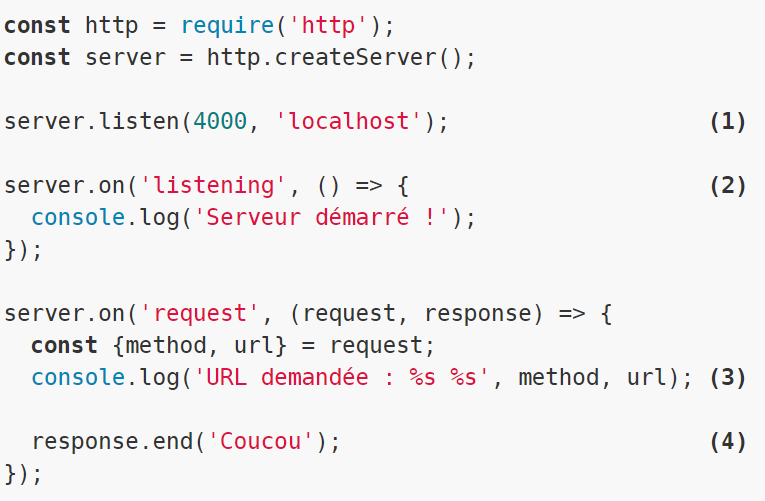 const http = require('http');
const server = http.createServer();
server.listen(4000, 'localhost'); (1)
server.on('listening', () => { (2)
  console.log('Serveur démarré !');
});
server.on('request', (request, response) => {
  const {method, url} = request;
  console.log('URL demandée : %s %s', method, url); (3)
  response.end('Coucou'); (4)
});